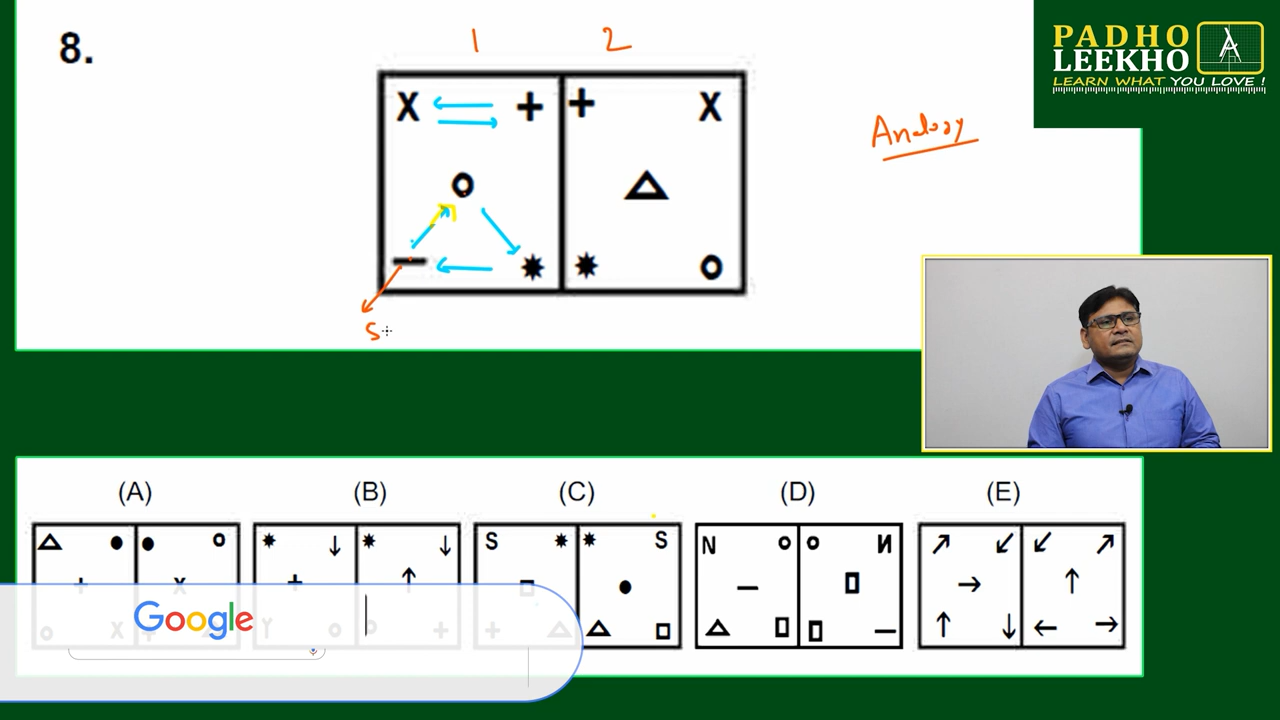 8.
1 2
X + + X
O △ 
— ✷ ✷ O
S
Analogy
PADHO
LEEKHO
LEARN WHAT YOU LOVE !
(A) (B) (C) (D) (E)
S S N O O N
Google